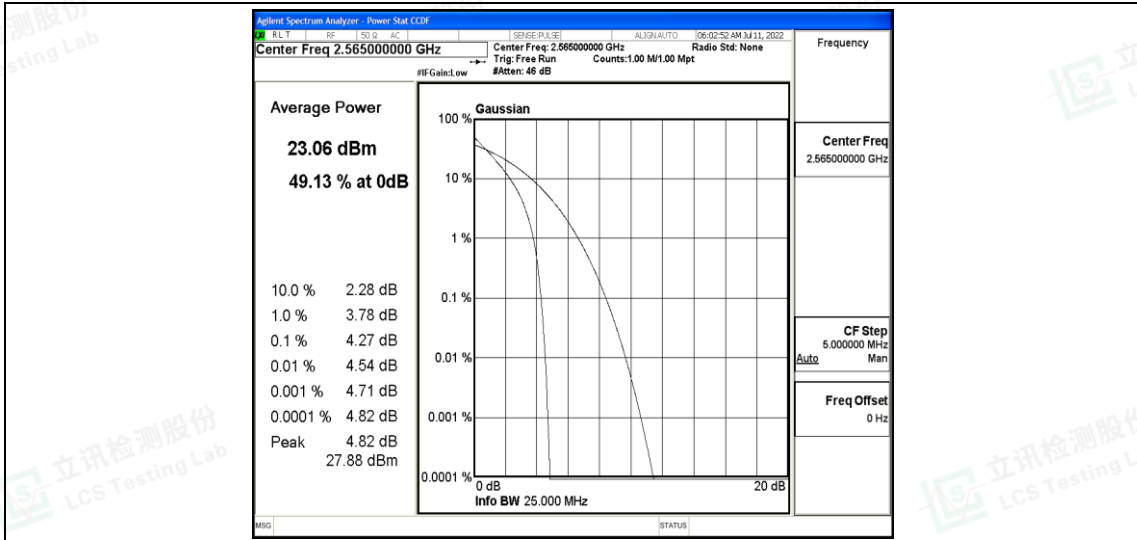 Agilent Spectrum Analyzer - Power Stat CCDF
RLT RF 50 Ω AC SENSE:PULSE ALIGN AUTO 06:02:52 AM Jul 11, 2022
Center Freq 2.565000000 GHz
Center Freq: 2.565000000 GHz Radio Std: None
Trig: Free Run Counts:1.00 M/1.00 Mpt
#IFGain:Low #Atten: 46 dB
Frequency
Average Power
23.06 dBm
49.13 % at 0dB
10.0 % 2.28 dB
1.0 % 3.78 dB
0.1 % 4.27 dB
0.01 % 4.54 dB
0.001 % 4.71 dB
0.0001 % 4.82 dB
Peak 4.82 dB
27.88 dBm
Gaussian
100 %
10 %
1 %
0.1 %
0.01 %
0.001 %
0.0001 %
0 dB 20 dB
Info BW 25.000 MHz
Center Freq
2.565000000 GHz
CF Step
5.000000 MHz
Auto Man
Freq Offset
0 Hz
MSG STATUS
立讯检测股份
LCS Testing Lab
立讯检测股份
LCS Testing L